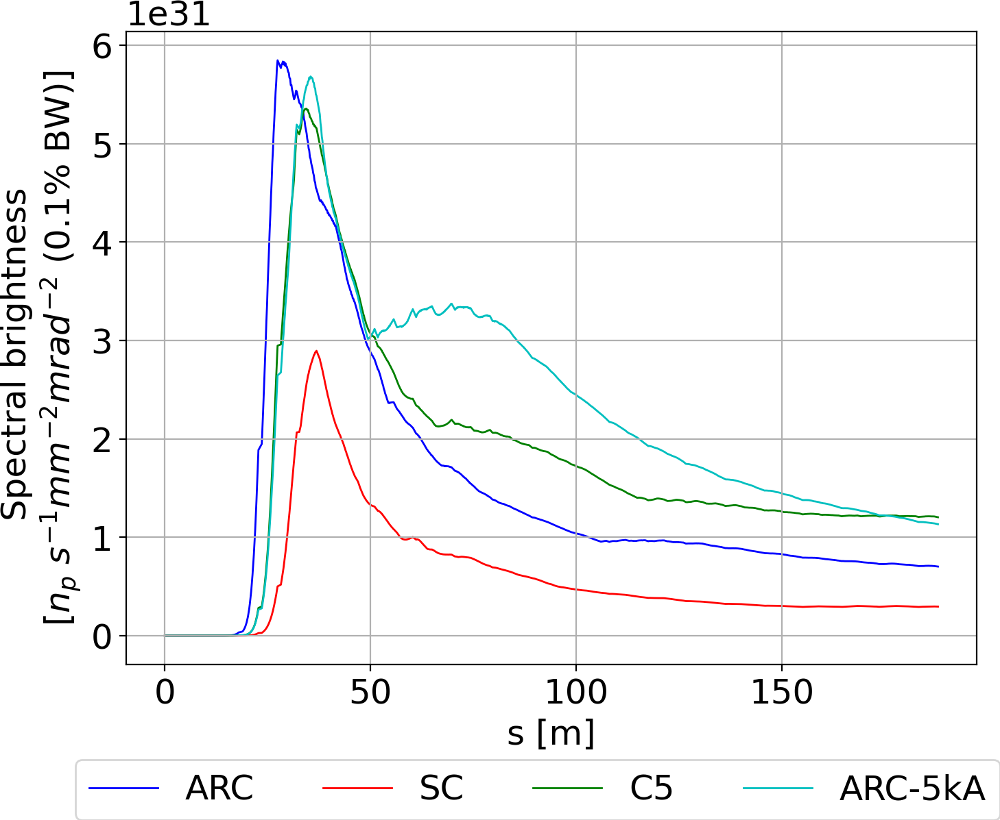 1e31
6
5
4
3
2
1
0
Spectral brightness
[n_p s^{-1}mm^{-2}mrad^{-2} (0.1% BW)]
0 50 100 150
s [m]
ARC SC C5 ARC-5kA